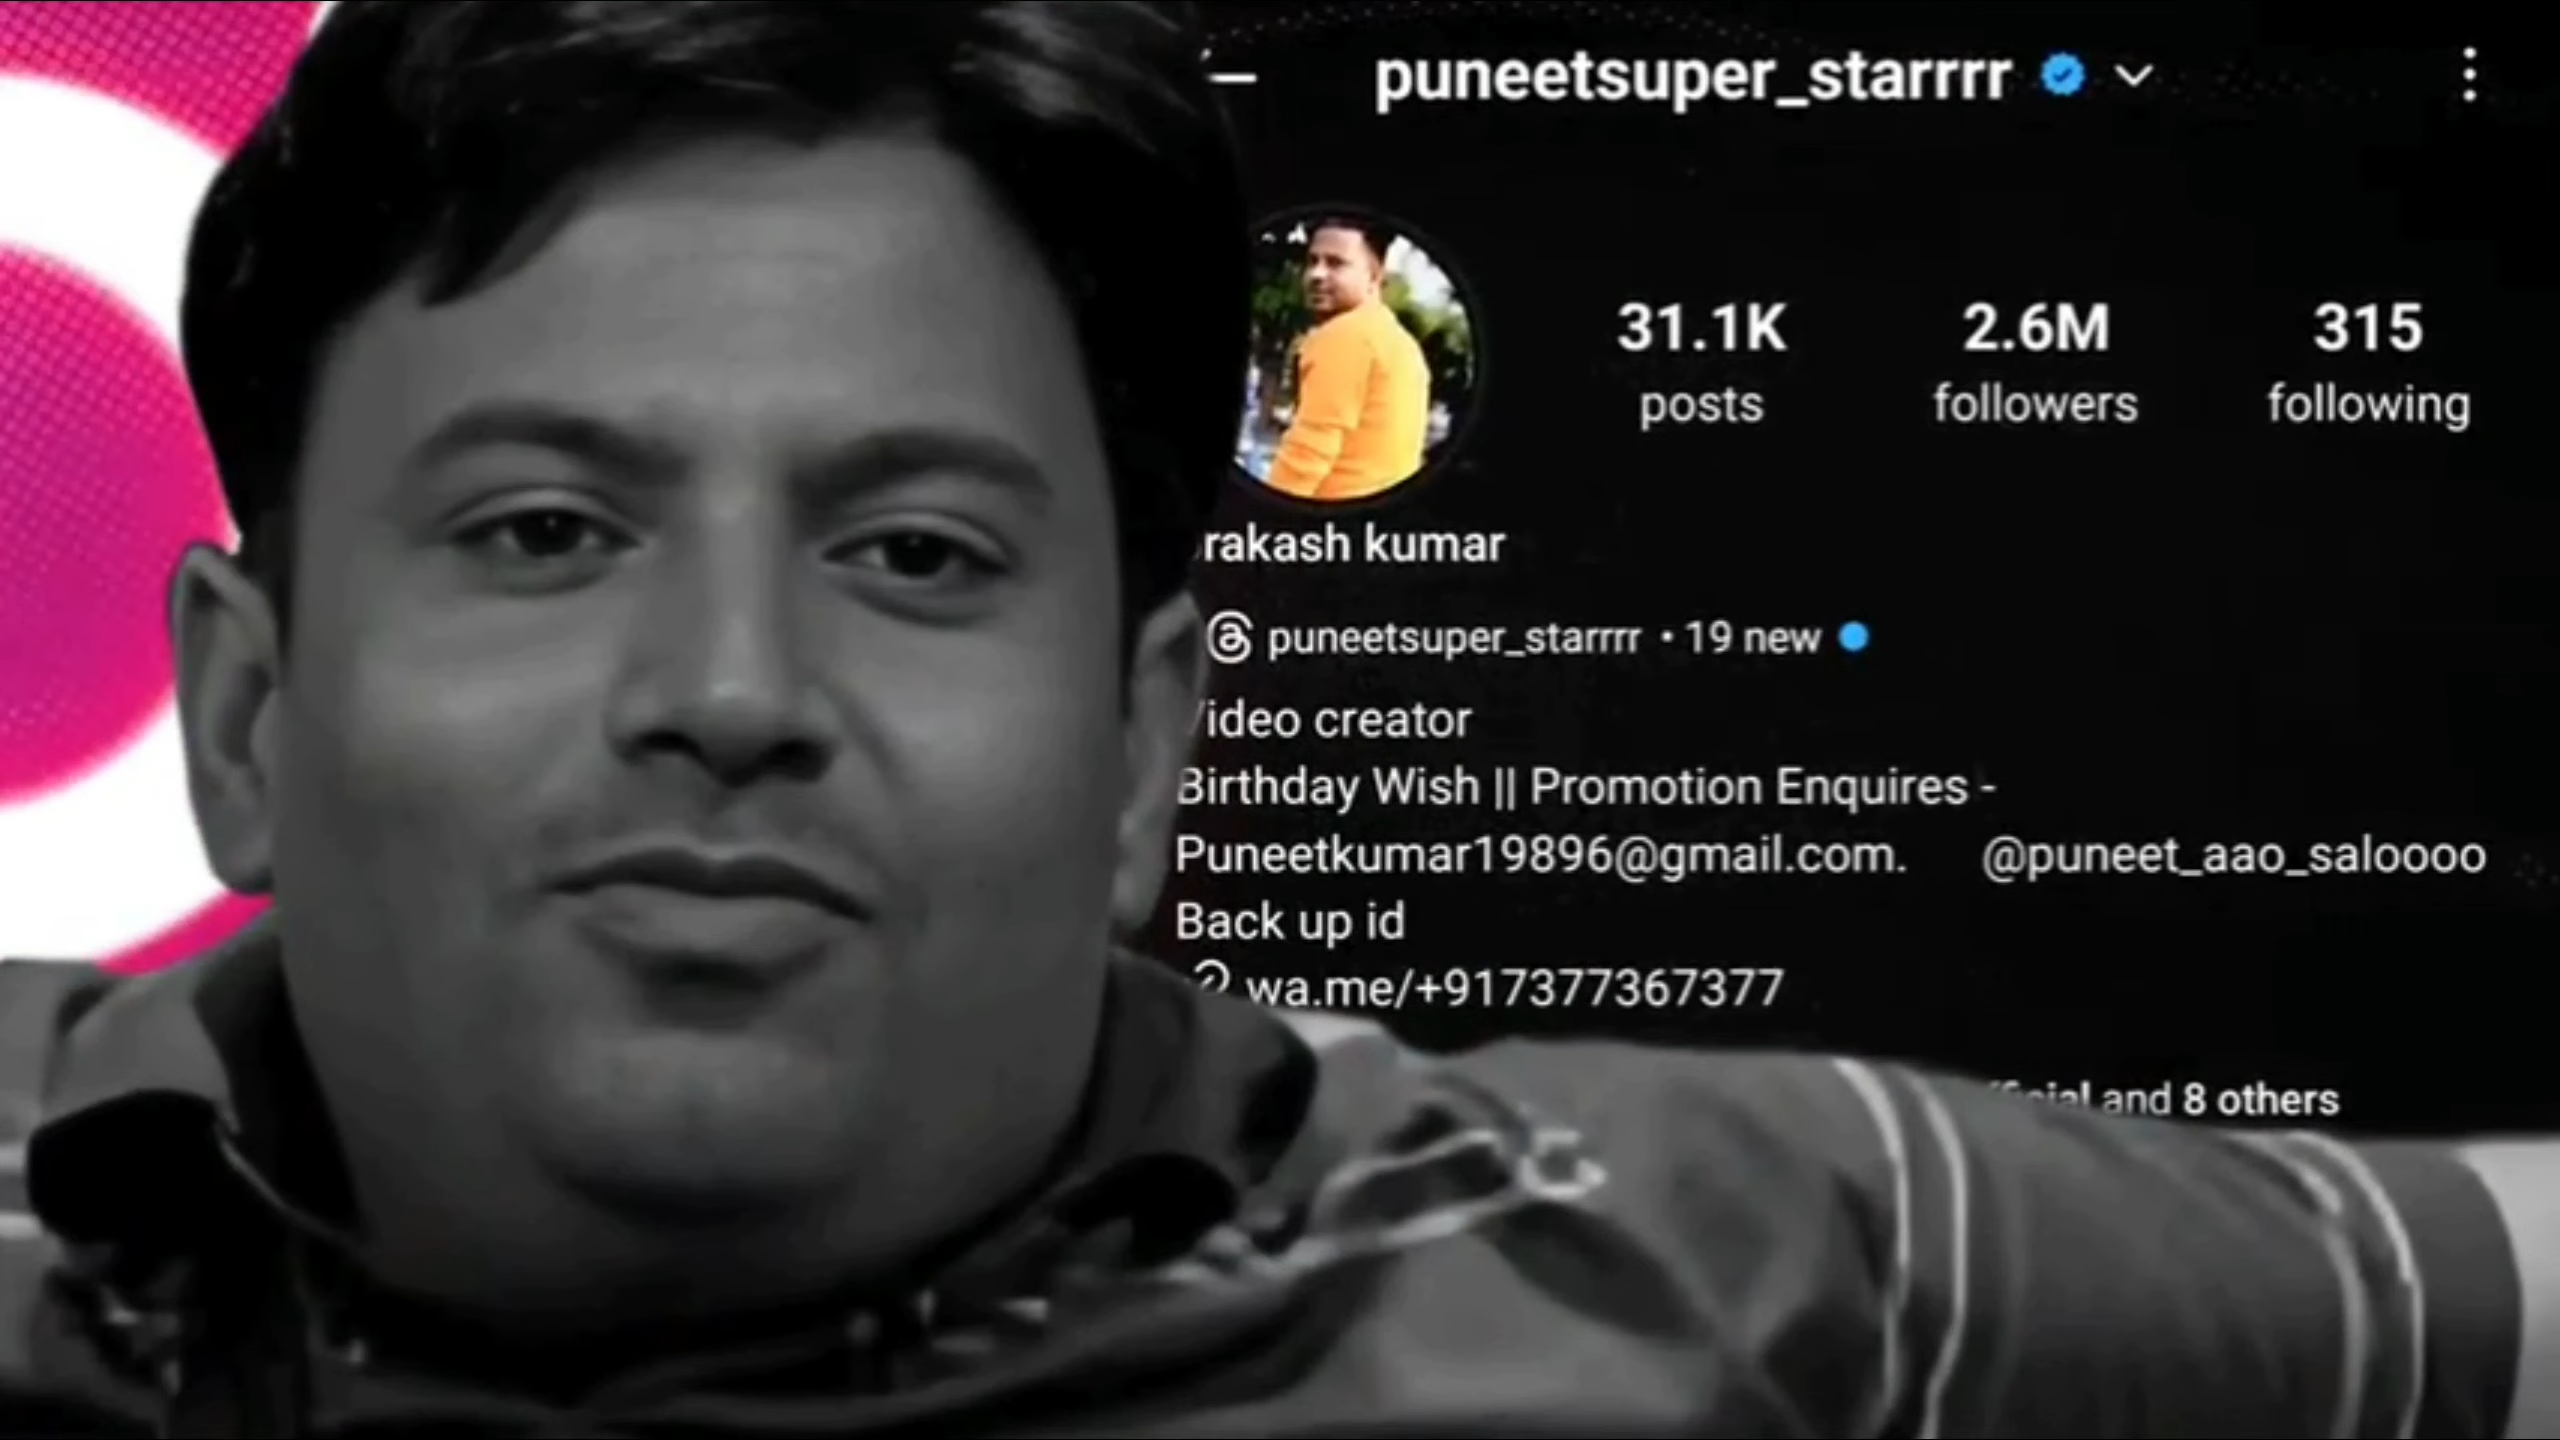 puneetsuper_starrrr
31.1K 2.6M 315
posts followers following
rakash kumar
puneetsuper_starrrr • 19 new
ideo creator
Birthday Wish || Promotion Enquires -
Puneetkumar19896@gmail.com. @puneet_aao_saloooo
Back up id
wa.me/+917377367377
and 8 others